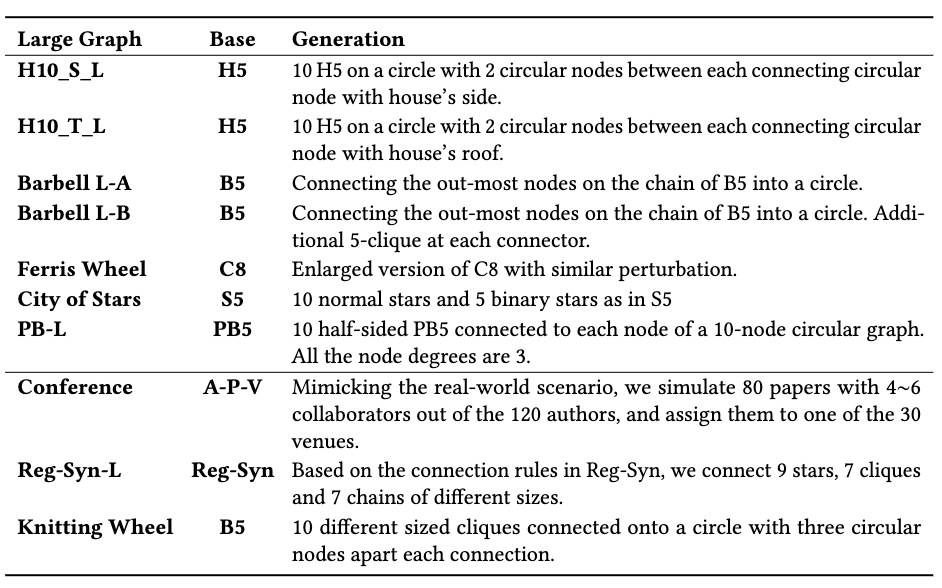 Large Graph Base Generation
H10_S_L H5 10 H5 on a circle with 2 circular nodes between each connecting circular
node with house's side.
H10_T_L H5 10 H5 on a circle with 2 circular nodes between each connecting circular
node with house's roof.
Barbell L-A B5 Connecting the out-most nodes on the chain of B5 into a circle.
Barbell L-B B5 Connecting the out-most nodes on the chain of B5 into a circle. Addi-
tional 5-clique at each connector.
Ferris Wheel C8 Enlarged version of C8 with similar perturbation.
City of Stars S5 10 normal stars and 5 binary stars as in S5
PB-L PB5 10 half-sided PB5 connected to each node of a 10-node circular graph.
All the node degrees are 3.
Conference A-P-V Mimicking the real-world scenario, we simulate 80 papers with 4~6
collaborators out of the 120 authors, and assign them to one of the 30
venues.
Reg-Syn-L Reg-Syn Based on the connection rules in Reg-Syn, we connect 9 stars, 7 cliques
and 7 chains of different sizes.
Knitting Wheel B5 10 different sized cliques connected onto a circle with three circular
nodes apart each connection.